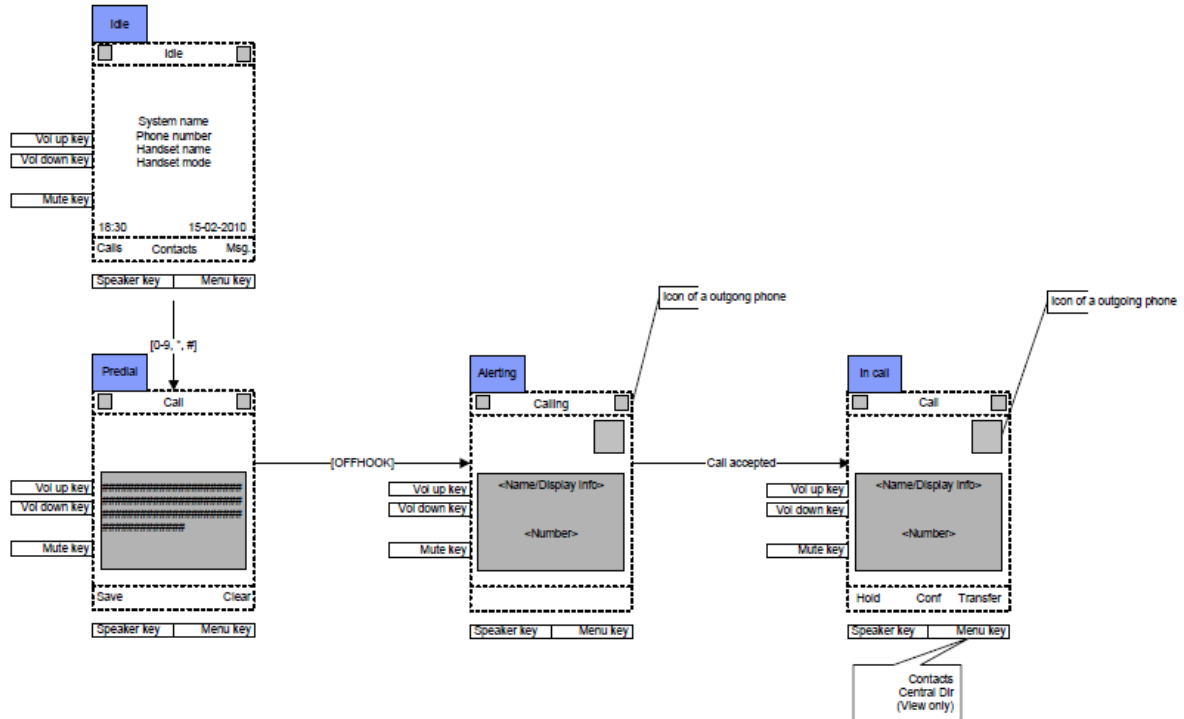 Idle
Idle
System name
Phone number
Handset name
Handset mode
Vol up key
Vol down key
Mute key
18:30 15-02-2010
Calls Contacts Msg.
Speaker key Menu key
[0-9, *, #]
Icon of a outgong phone
Icon of a outgoing phone
Predial
Call
Alerting
Calling
In call
Call
[OFFHOOK]
Call accepted
Vol up key
Vol down key
Mute key
######################
######################
######################
#############
Save Clear
Speaker key Menu key
Vol up key
Vol down key
Mute key
<Name/Display Info>
<Number>
Speaker key Menu key
Vol up key
Vol down key
Mute key
<Name/Display Info>
<Number>
Hold Conf Transfer
Speaker key Menu key
Contacts
Central Dir
(View only)